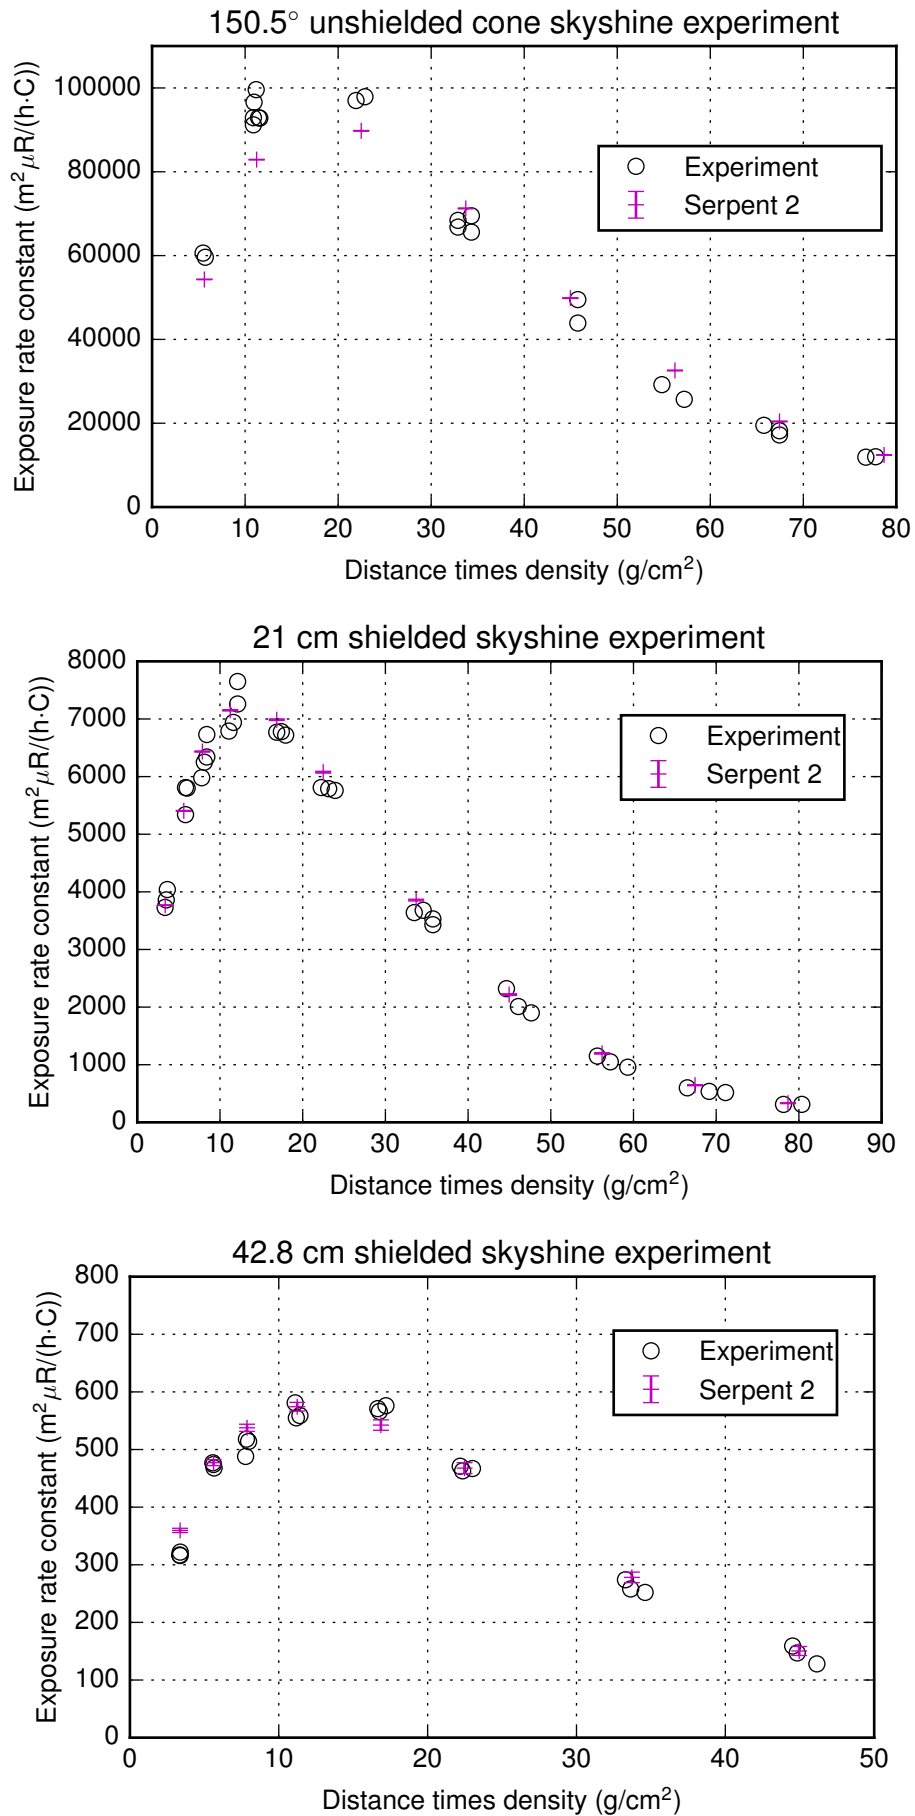 150.5° unshielded cone skyshine experiment
Exposure rate constant (m²μR/(h·C))
100000
80000
60000
40000
20000
0
Experiment
Serpent 2
0 10 20 30 40 50 60 70 80
Distance times density (g/cm²)
21 cm shielded skyshine experiment
Exposure rate constant (m²μR/(h·C))
8000
7000
6000
5000
4000
3000
2000
1000
0
Experiment
Serpent 2
0 10 20 30 40 50 60 70 80 90
Distance times density (g/cm²)
42.8 cm shielded skyshine experiment
Exposure rate constant (m²μR/(h·C))
800
700
600
500
400
300
200
100
0
Experiment
Serpent 2
0 10 20 30 40 50
Distance times density (g/cm²)